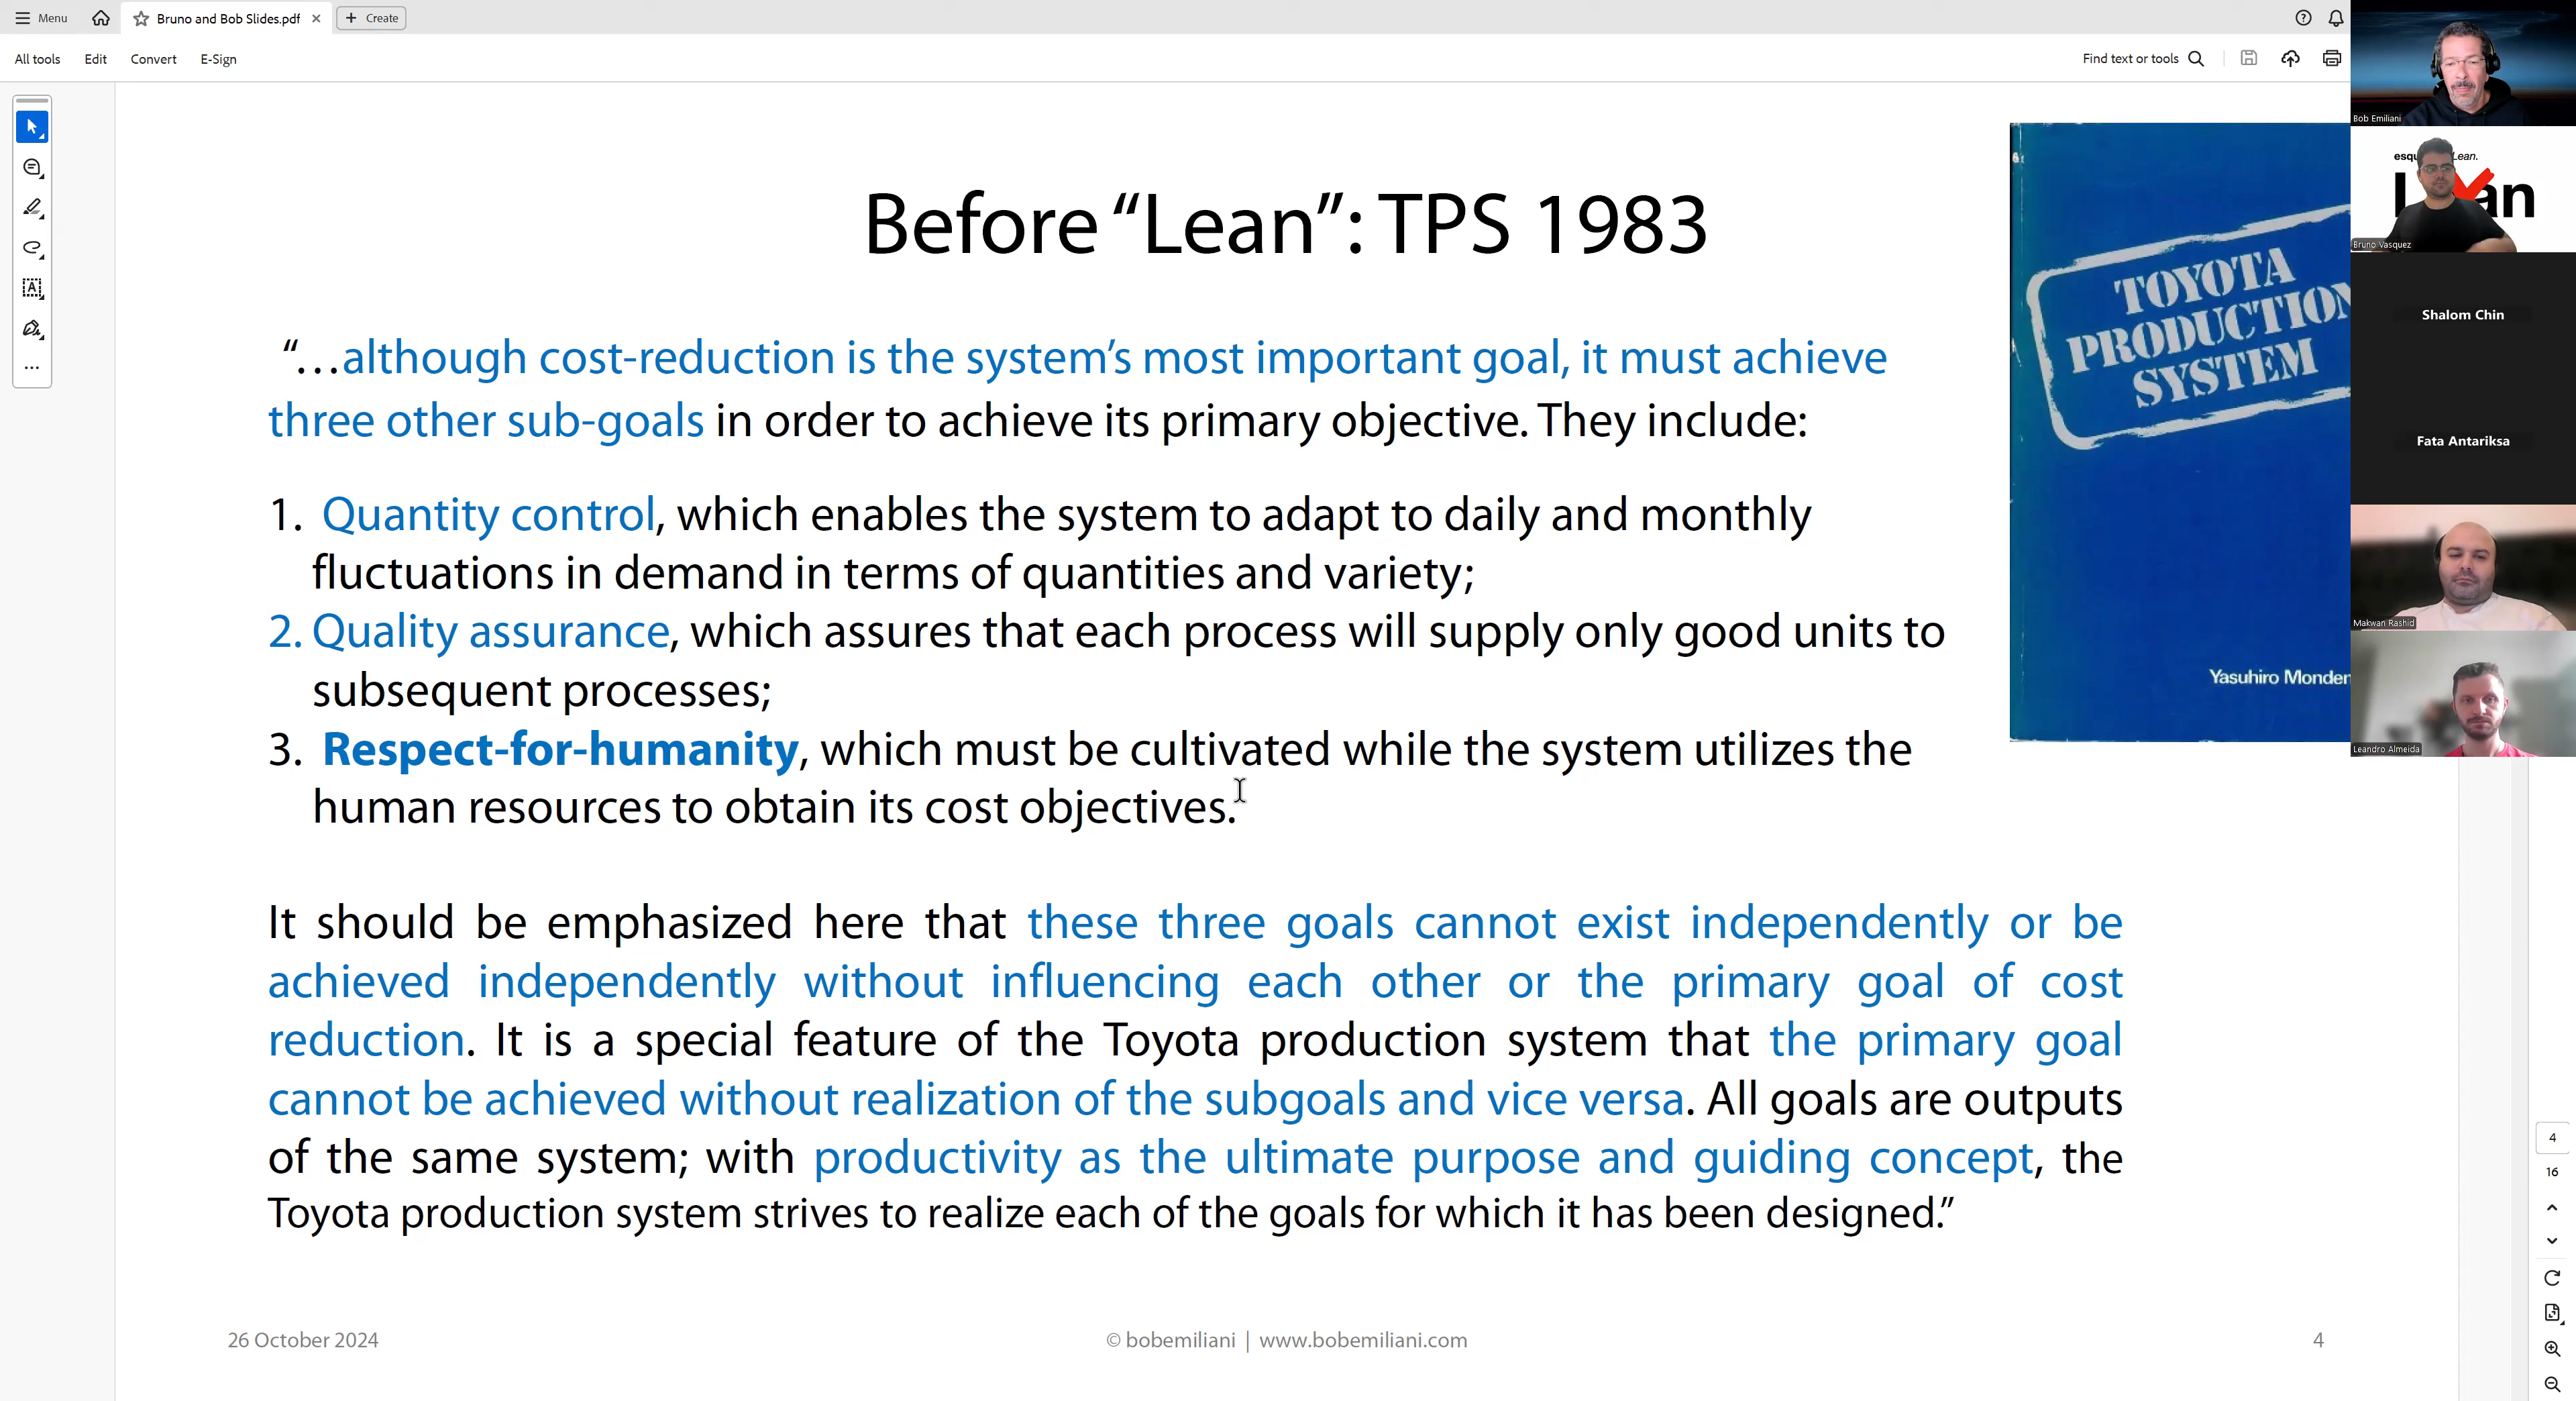 Menu
Bruno and Bob Slides.pdf
Create
All tools
Edit
Convert
E-Sign
Find text or tools
Before “Lean”: TPS 1983
“…although cost-reduction is the system’s most important goal, it must achieve
three other sub-goals in order to achieve its primary objective. They include:
1. Quantity control, which enables the system to adapt to daily and monthly
fluctuations in demand in terms of quantities and variety;
2. Quality assurance, which assures that each process will supply only good units to
subsequent processes;
3. Respect-for-humanity, which must be cultivated while the system utilizes the
human resources to obtain its cost objectives.
It should be emphasized here that these three goals cannot exist independently or be
achieved independently without influencing each other or the primary goal of cost
reduction. It is a special feature of the Toyota production system that the primary goal
cannot be achieved without realization of the subgoals and vice versa. All goals are outputs
of the same system; with productivity as the ultimate purpose and guiding concept, the
Toyota production system strives to realize each of the goals for which it has been designed.”
26 October 2024
© bobemiliani | www.bobemiliani.com
4
TOYOTA
PRODUCTION
SYSTEM
Yasuhiro Monden
Bob Emiliani
Lean.
Bruno Vasquez
Shalom Chin
Fata Antariksa
Makwan Rashid
Leandro Almeida
4
16